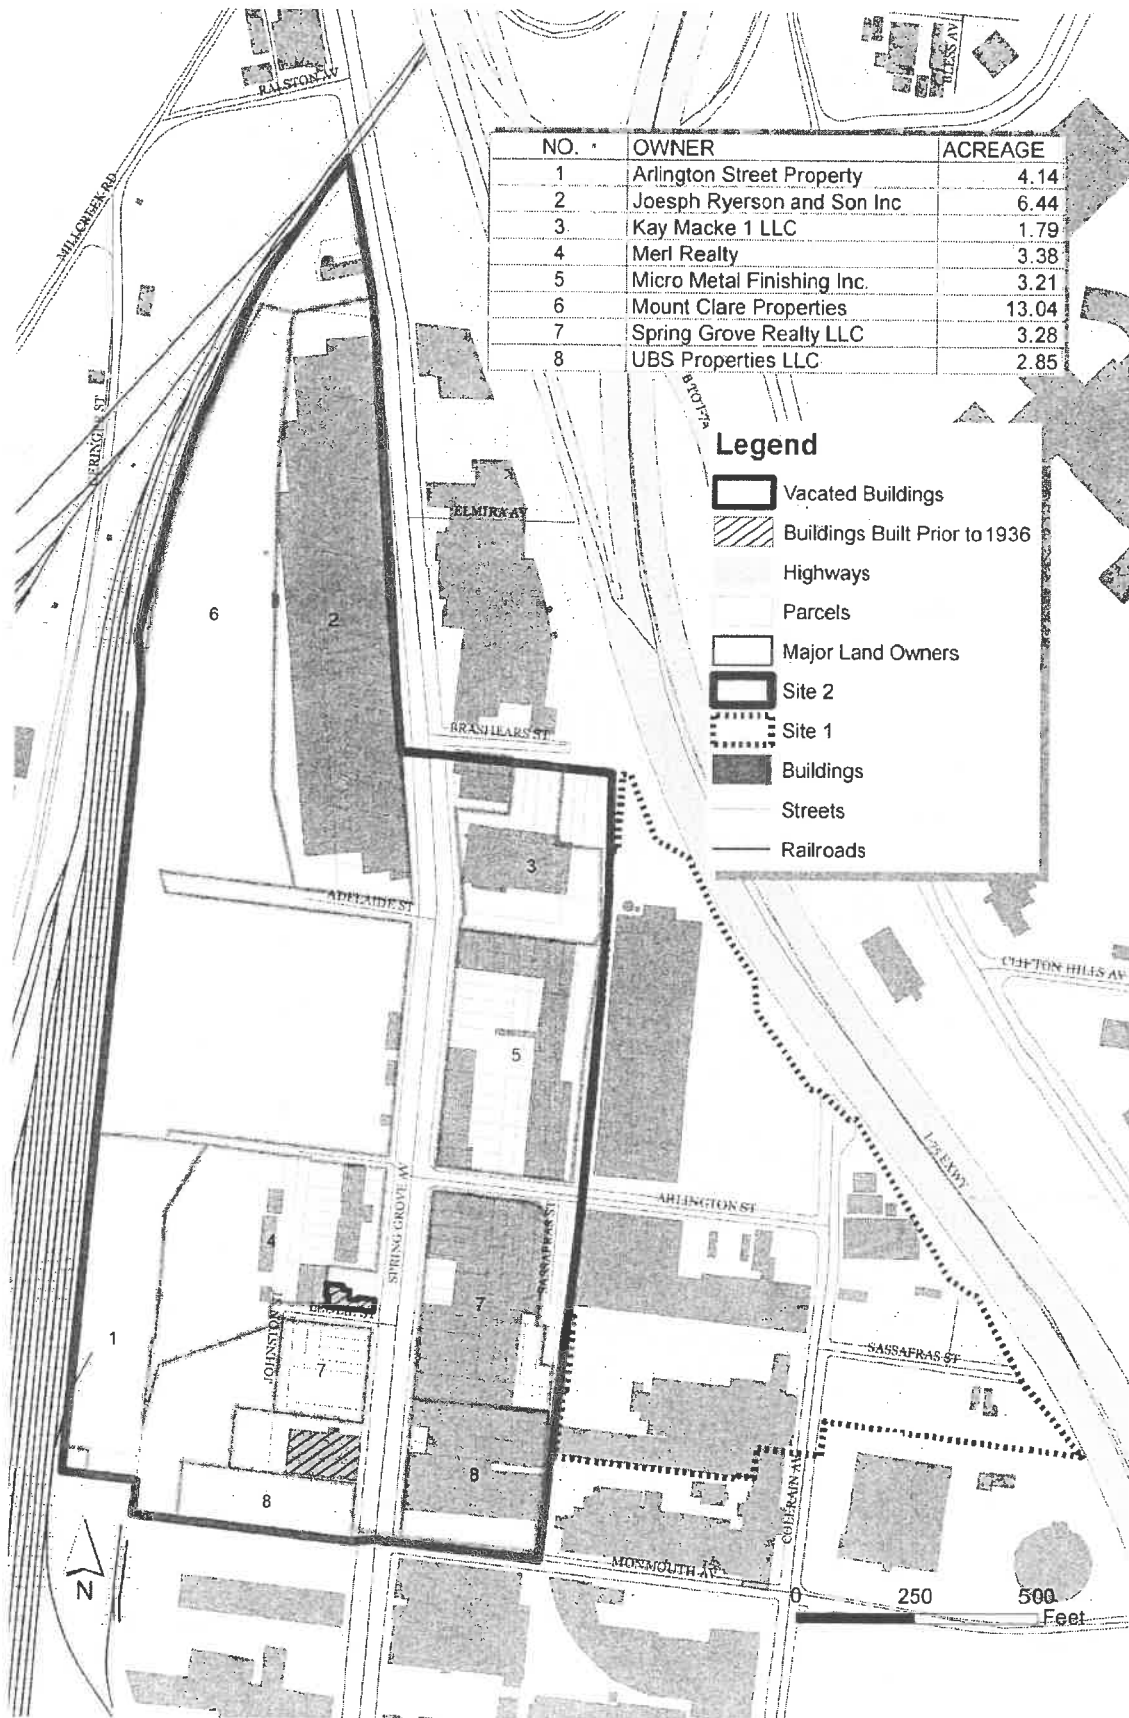 RALSTON AV
BLESS AV
MILLCREEK RD
NO. OWNER ACREAGE
1 Arlington Street Property 4.14
2 Joesph Ryerson and Son Inc 6.44
3 Kay Macke 1 LLC 1.79
4 Merl Realty 3.38
5 Micro Metal Finishing Inc. 3.21
6 Mount Clare Properties 13.04
7 Spring Grove Realty LLC 3.28
8 UBS Properties LLC 2.85
Legend
Vacated Buildings
Buildings Built Prior to 1936
Highways
Parcels
Major Land Owners
Site 2
Site 1
Buildings
Streets
Railroads
ELMIRA AV
6
2
BRASHEARS ST
3
ADELAIDE ST
CLIFTON HILLS AV
5
I-75 EXWY
ARLINGTON ST
SPRING GROVE AV
SASSAFRAS ST
4
7
1
JOHNSTON ST
7
SASSAFRAS ST
8
8
COLERAIN AV
MONMOUTH AV
N
0 250 500
Feet